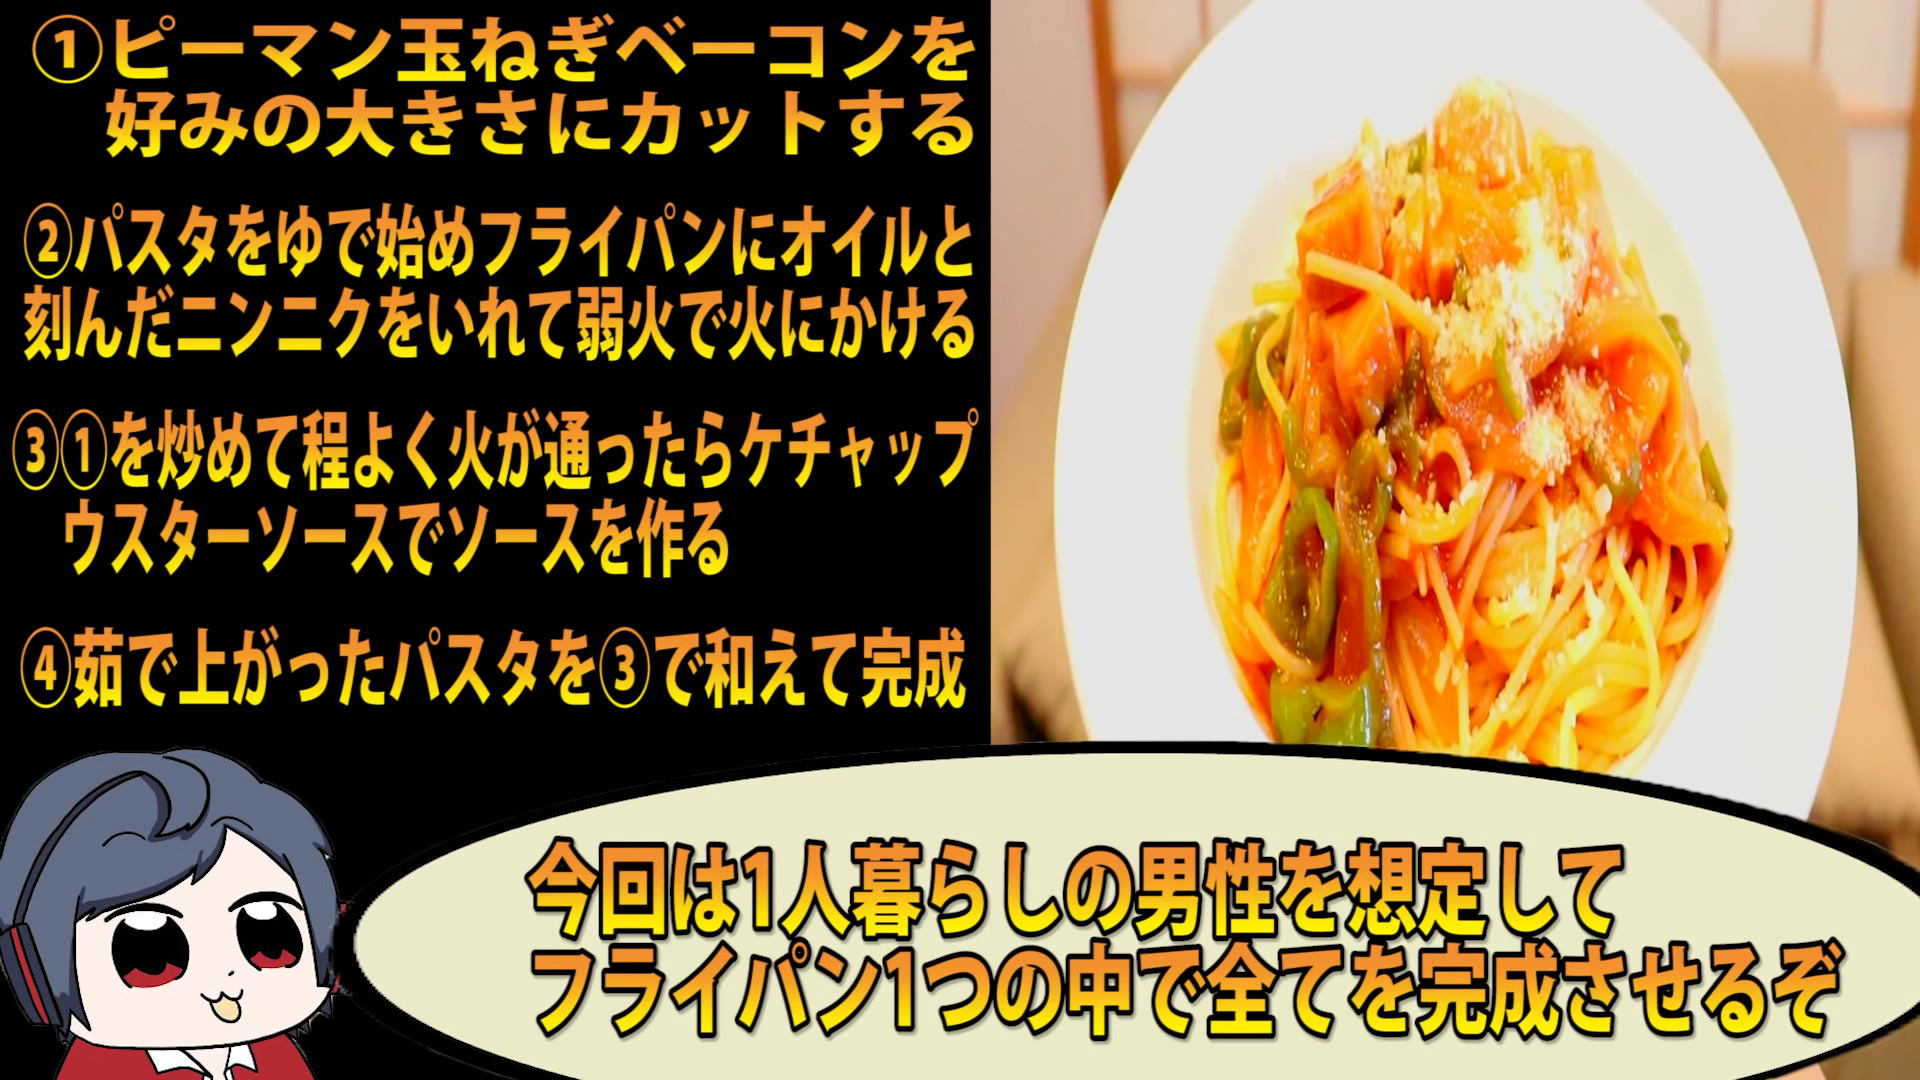 ①ピーマン玉ねぎベーコンを
好みの大きさにカットする
②パスタをゆで始めフライパンにオイルと
刻んだニンニクをいれて弱火で火にかける
③①を炒めて程よく火が通ったらケチャップ
ウスターソースでソースを作る
④茹で上がったパスタを③で和えて完成
今回は1人暮らしの男性を想定して
フライパン1つの中で全てを完成させるぞ